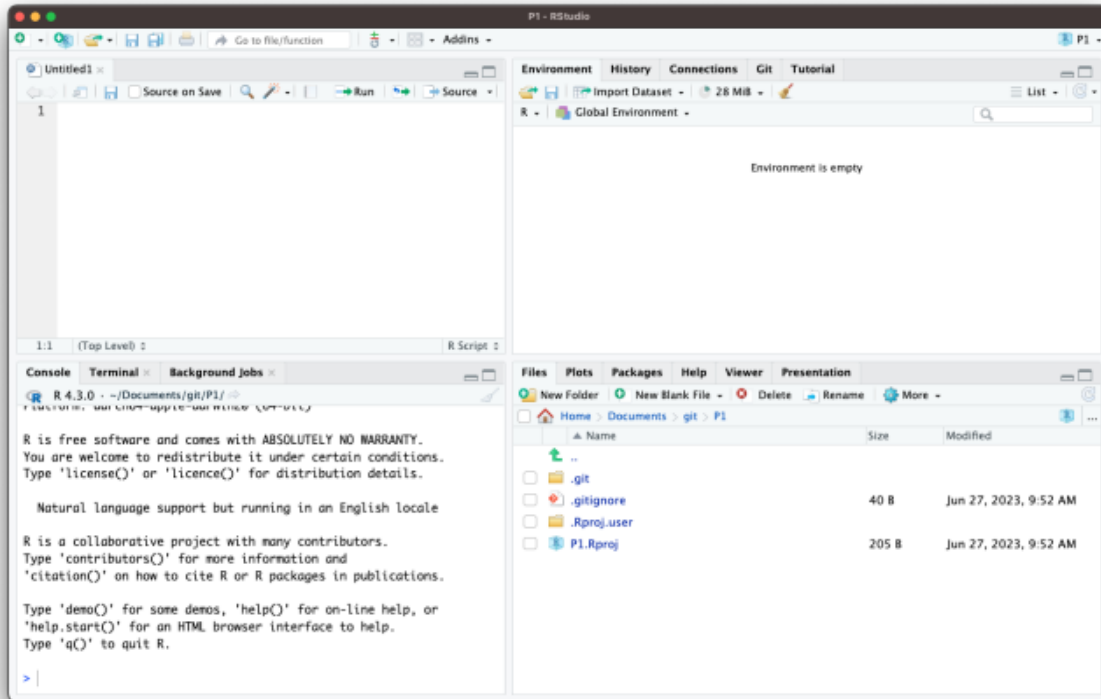 P1 - RStudio
Go to file/function
Addins
P1
Untitled1
Source on Save
Run
Source
1
1:1
(Top Level)
R Script
Environment History Connections Git Tutorial
Import Dataset
28 MiB
List
R
Global Environment
Environment is empty
Console Terminal Background Jobs
R 4.3.0 · ~/Documents/git/P1/
Platform: aarch64-apple-darwin20 (64-bit)
R is free software and comes with ABSOLUTELY NO WARRANTY.
You are welcome to redistribute it under certain conditions.
Type 'license()' or 'licence()' for distribution details.
Natural language support but running in an English locale
R is a collaborative project with many contributors.
Type 'contributors()' for more information and
'citation()' on how to cite R or R packages in publications.
Type 'demo()' for some demos, 'help()' for on-line help, or
'help.start()' for an HTML browser interface to help.
Type 'q()' to quit R.
>
Files Plots Packages Help Viewer Presentation
New Folder New Blank File Delete Rename More
Home > Documents > git > P1
...
Name Size Modified
..
.git
.gitignore 40 B Jun 27, 2023, 9:52 AM
.Rproj.user
P1.Rproj 205 B Jun 27, 2023, 9:52 AM